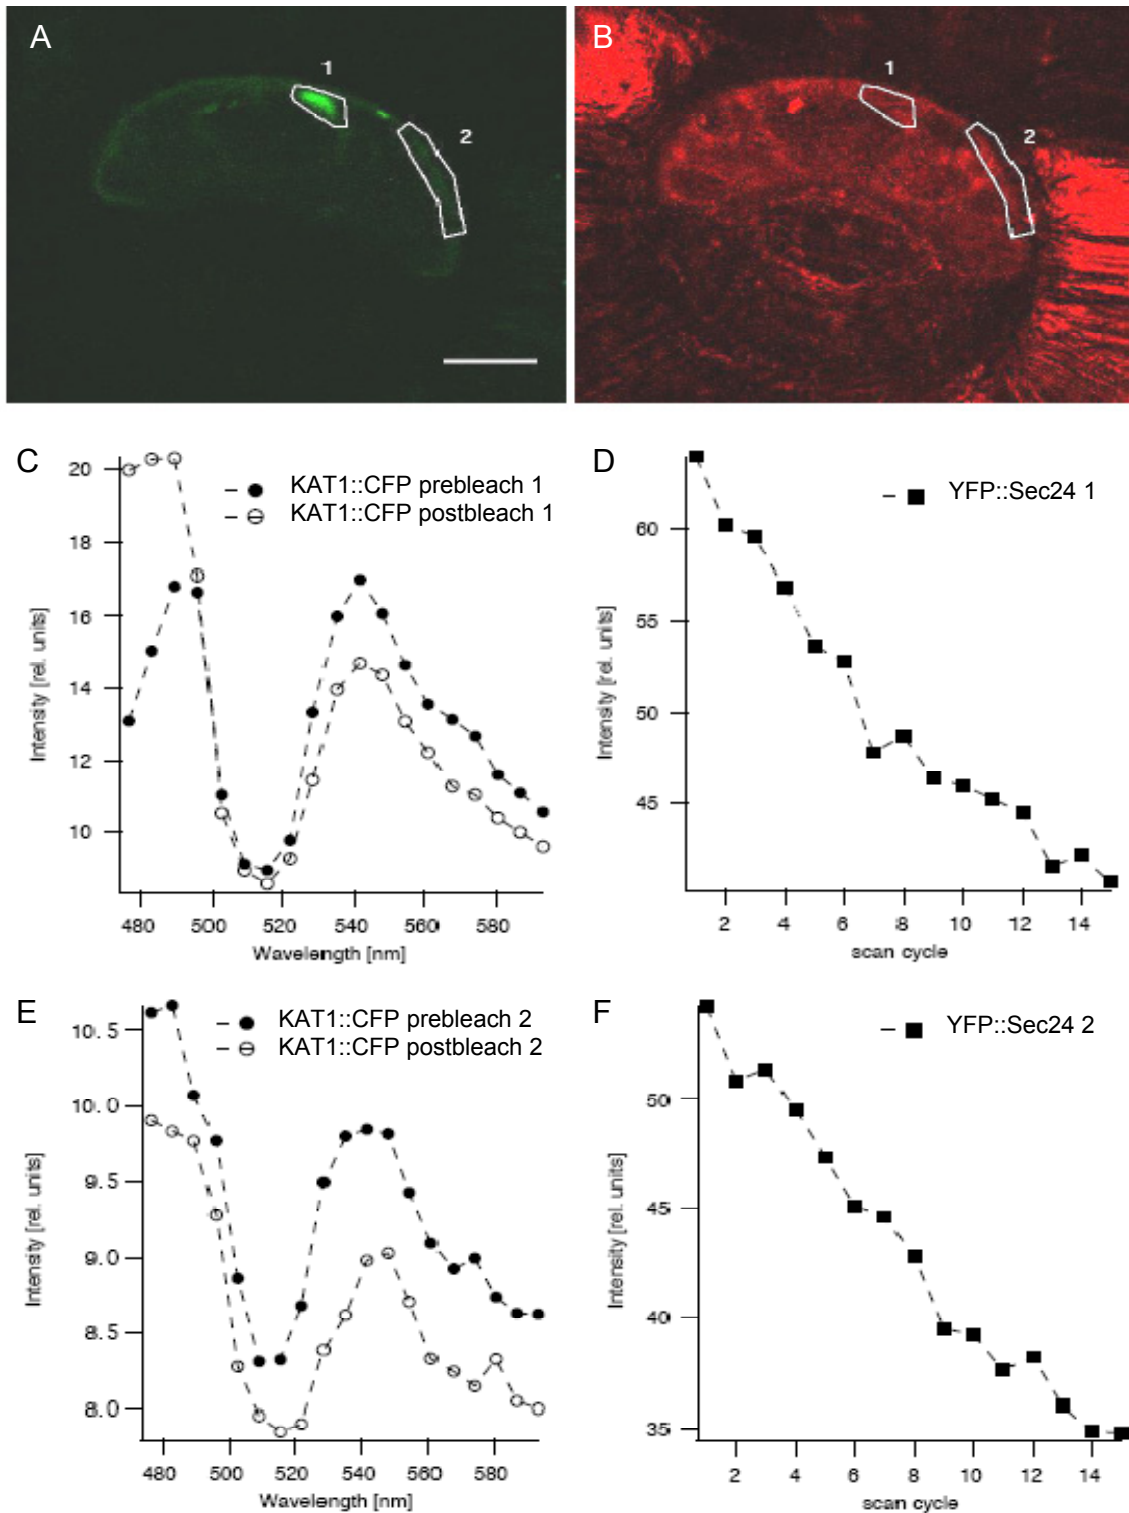 A
1
2
B
1
2
C
KAT1::CFP prebleach 1
KAT1::CFP postbleach 1
Intensity [rel. units]
20
18
16
14
12
10
480 500 520 540 560 580
Wavelength [nm]
D
YFP::Sec24 1
Intensity [rel. units]
60
55
50
45
2 4 6 8 10 12 14
scan cycle
E
KAT1::CFP prebleach 2
KAT1::CFP postbleach 2
Intensity [rel. units]
10.5
10.0
9.5
9.0
8.5
8.0
480 500 520 540 560 580
Wavelength [nm]
F
YFP::Sec24 2
Intensity [rel. units]
50
45
40
35
2 4 6 8 10 12 14
scan cycle